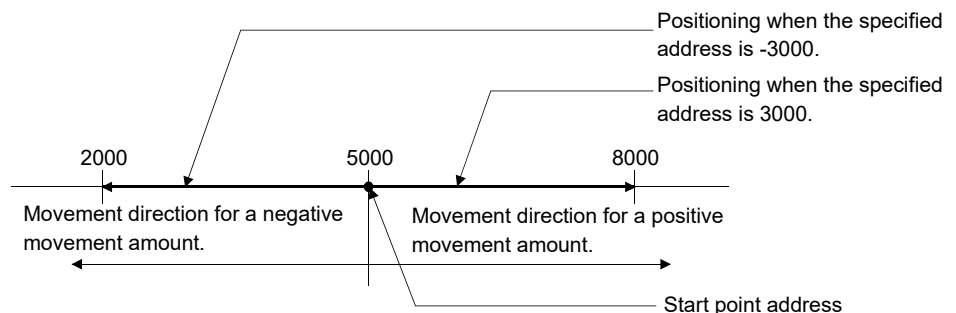 Positioning when the specified
address is -3000.
Positioning when the specified
address is 3000.
2000 5000 8000
Movement direction for a negative
movement amount.
Movement direction for a positive
movement amount.
Start point address